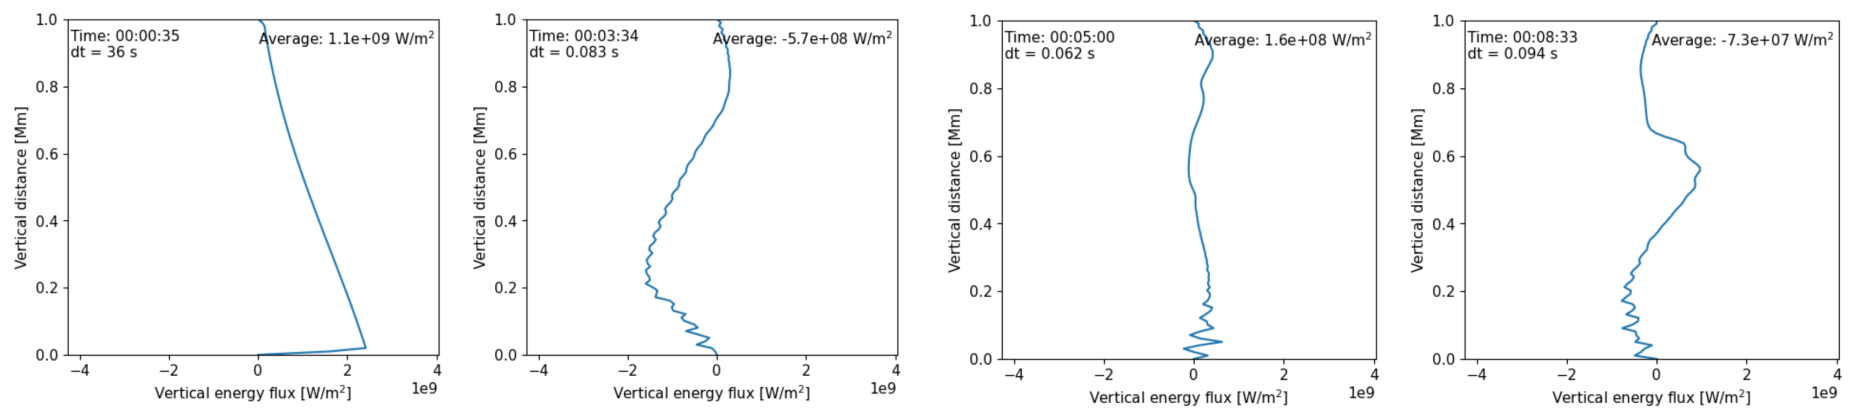 Time: 00:00:35
dt = 36 s
Average: 1.1e+09 W/m²
Vertical distance [Mm]
1.0
0.8
0.6
0.4
0.2
0.0
−4 −2 0 2 4
1e9
Vertical energy flux [W/m²]
Time: 00:03:34
dt = 0.083 s
Average: -5.7e+08 W/m²
Vertical distance [Mm]
1.0
0.8
0.6
0.4
0.2
0.0
−4 −2 0 2 4
1e9
Vertical energy flux [W/m²]
Time: 00:05:00
dt = 0.062 s
Average: 1.6e+08 W/m²
Vertical distance [Mm]
1.0
0.8
0.6
0.4
0.2
0.0
−4 −2 0 2 4
1e9
Vertical energy flux [W/m²]
Time: 00:08:33
dt = 0.094 s
Average: -7.3e+07 W/m²
Vertical distance [Mm]
1.0
0.8
0.6
0.4
0.2
0.0
−4 −2 0 2 4
1e9
Vertical energy flux [W/m²]